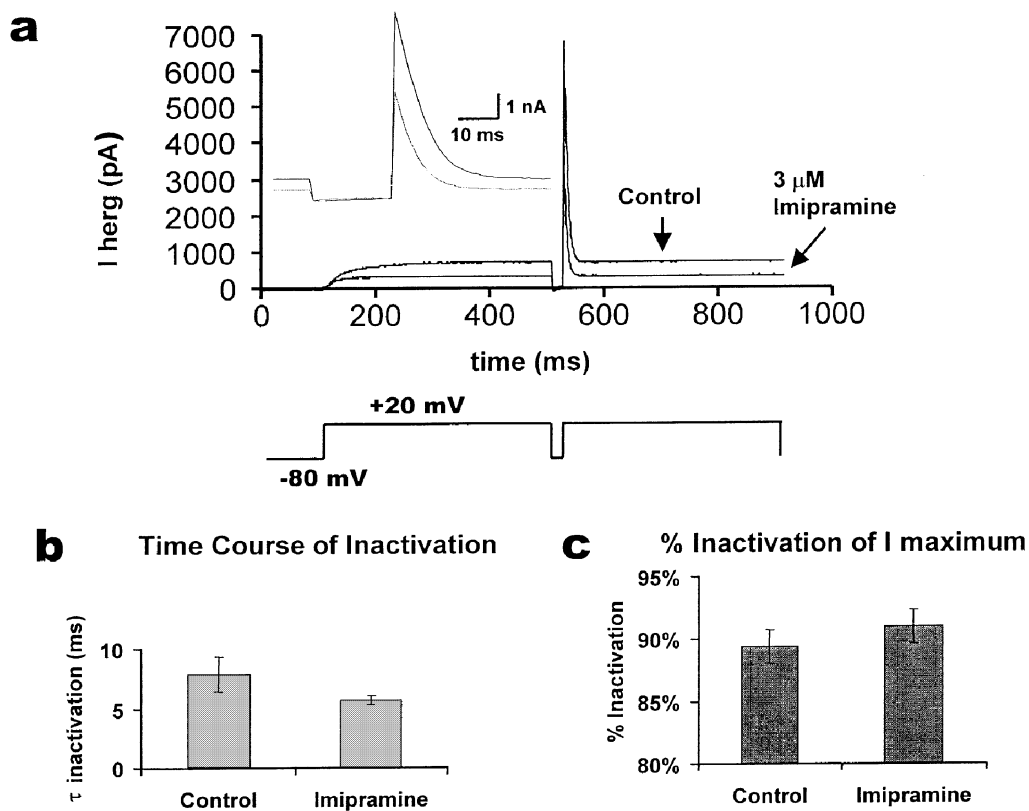 a
7000
6000
5000
4000
3000
2000
1000
0
I herg (pA)
1 nA
10 ms
Control
3 µM
Imipramine
0 200 400 600 800 1000
time (ms)
+20 mV
-80 mV
b
Time Course of Inactivation
τ inactivation (ms)
10
5
0
Control Imipramine
c
% Inactivation of I maximum
% Inactivation
95%
90%
85%
80%
Control Imipramine